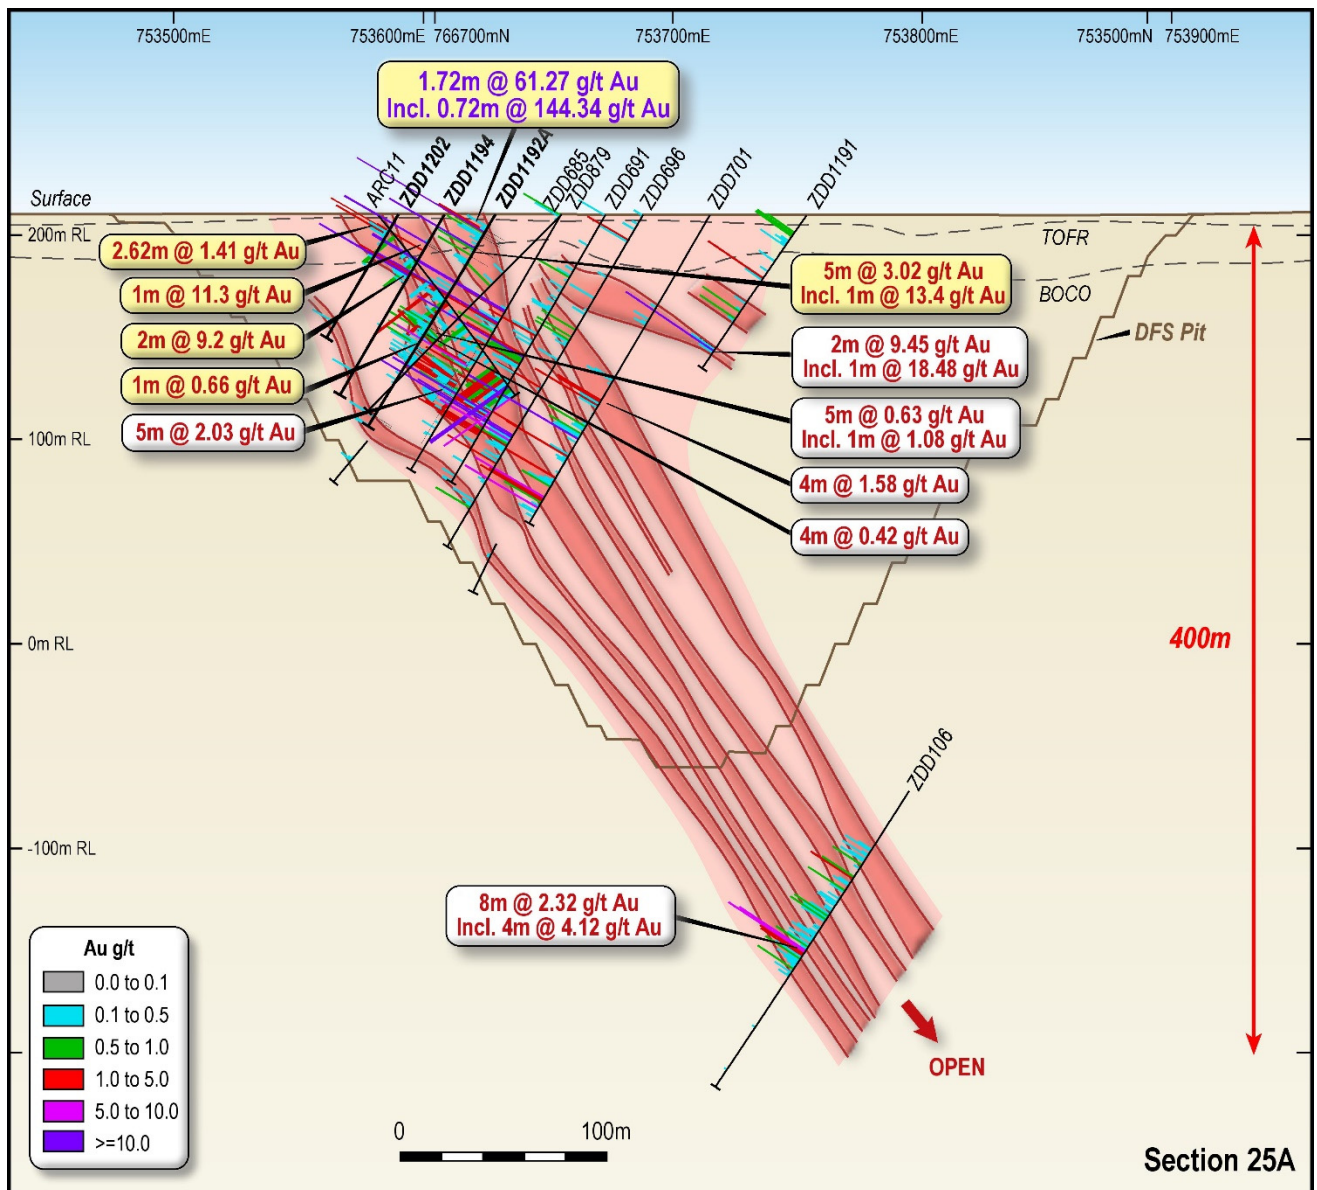 753500mE
753600mE
766700mN
753700mE
753800mE
753500mN
753900mE
1.72m @ 61.27 g/t Au
Incl. 0.72m @ 144.34 g/t Au
ARC11
ZDD1202
ZDD1194
ZDD1192A
ZDD685
ZDD879
ZDD691
ZDD696
ZDD701
ZDD1191
Surface
200m RL
TOFR
BOCO
2.62m @ 1.41 g/t Au
1m @ 11.3 g/t Au
2m @ 9.2 g/t Au
1m @ 0.66 g/t Au
5m @ 2.03 g/t Au
5m @ 3.02 g/t Au
Incl. 1m @ 13.4 g/t Au
2m @ 9.45 g/t Au
Incl. 1m @ 18.48 g/t Au
5m @ 0.63 g/t Au
Incl. 1m @ 1.08 g/t Au
4m @ 1.58 g/t Au
4m @ 0.42 g/t Au
DFS Pit
100m RL
0m RL
400m
-100m RL
ZDD106
8m @ 2.32 g/t Au
Incl. 4m @ 4.12 g/t Au
OPEN
Au g/t
0.0 to 0.1
0.1 to 0.5
0.5 to 1.0
1.0 to 5.0
5.0 to 10.0
>=10.0
0
100m
Section 25A